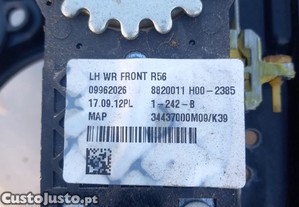 LH WR FRONT R56
09962026 8820011 H00-2385
17.09.12PL 1-242-B
MAP 34437000M09/K39
CustoJusto.pt